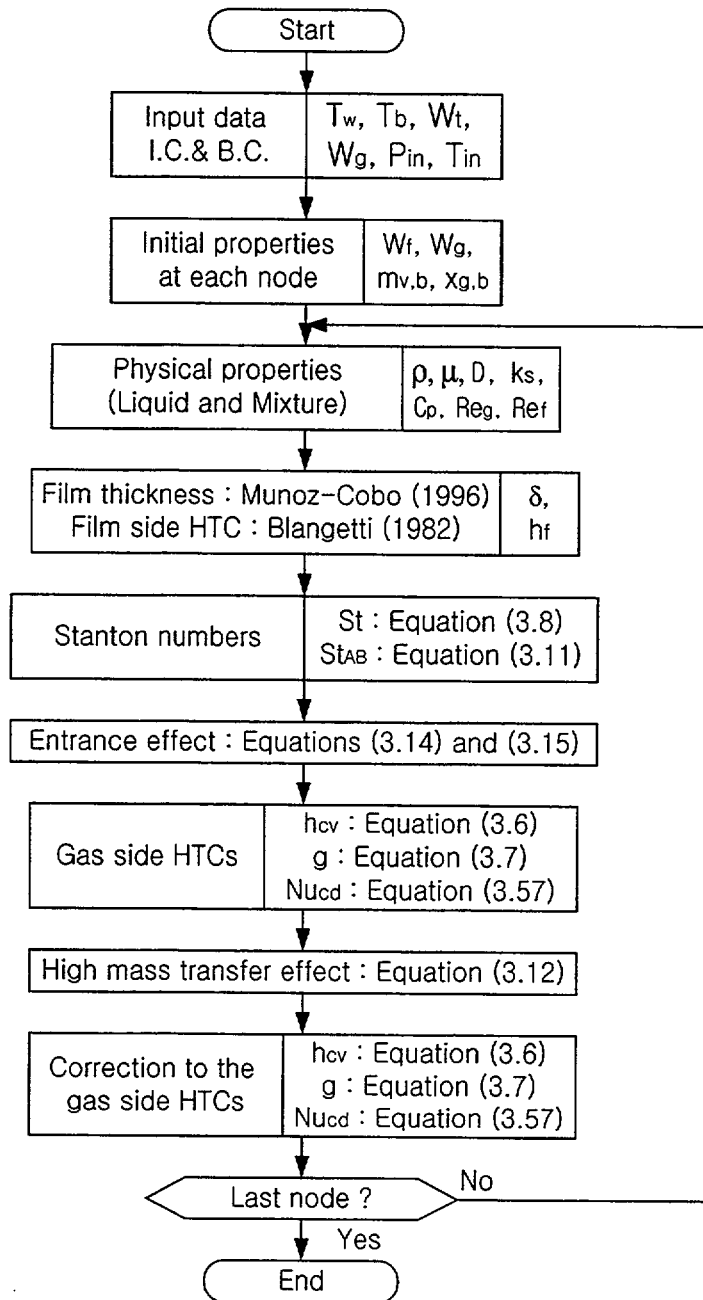 Start
Input data
I.C.& B.C.
Tw, Tb, Wt,
Wg, Pin, Tin
Initial properties
at each node
Wf, Wg,
mv,b, xg,b
Physical properties
(Liquid and Mixture)
ρ, μ, D, ks,
Cp, Reg, Ref
Film thickness : Munoz-Cobo (1996)
Film side HTC : Blangetti (1982)
δ,
hf
Stanton numbers
St : Equation (3.8)
StAB : Equation (3.11)
Entrance effect : Equations (3.14) and (3.15)
Gas side HTCs
hcv : Equation (3.6)
g : Equation (3.7)
Nucd : Equation (3.57)
High mass transfer effect : Equation (3.12)
Correction to the
gas side HTCs
hcv : Equation (3.6)
g : Equation (3.7)
Nucd : Equation (3.57)
Last node ?
No
Yes
End